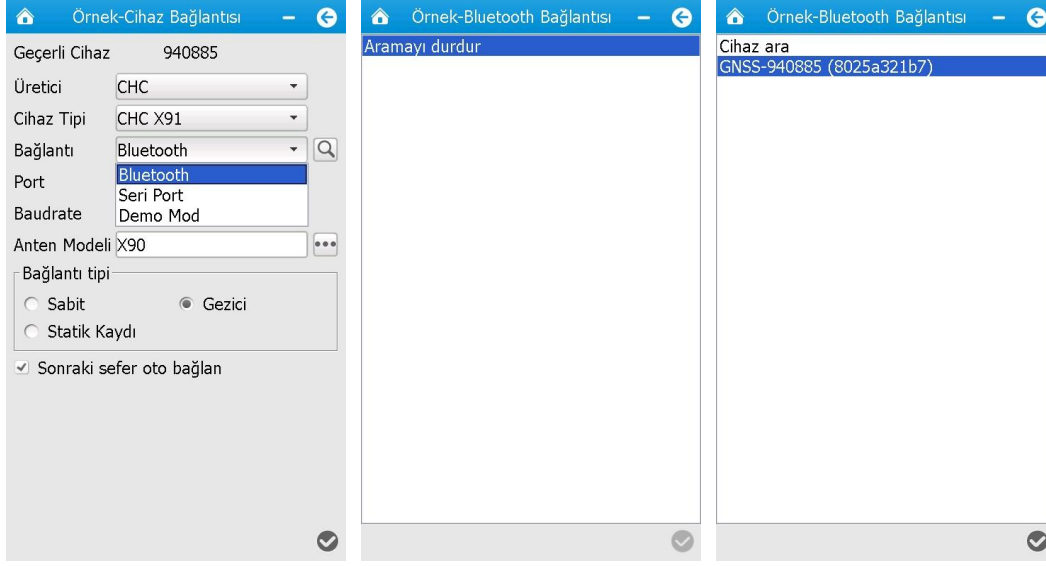 Örnek-Cihaz Bağlantısı
Geçerli Cihaz 940885
Üretici CHC
Cihaz Tipi CHC X91
Bağlantı Bluetooth
Bluetooth
Port
Seri Port
Baudrate
Demo Mod
Anten Modeli X90
Bağlantı tipi
Sabit Gezici
Statik Kaydı
Sonraki sefer oto bağlan
Örnek-Bluetooth Bağlantısı
Aramayı durdur
Örnek-Bluetooth Bağlantısı
Cihaz ara
GNSS-940885 (8025a321b7)